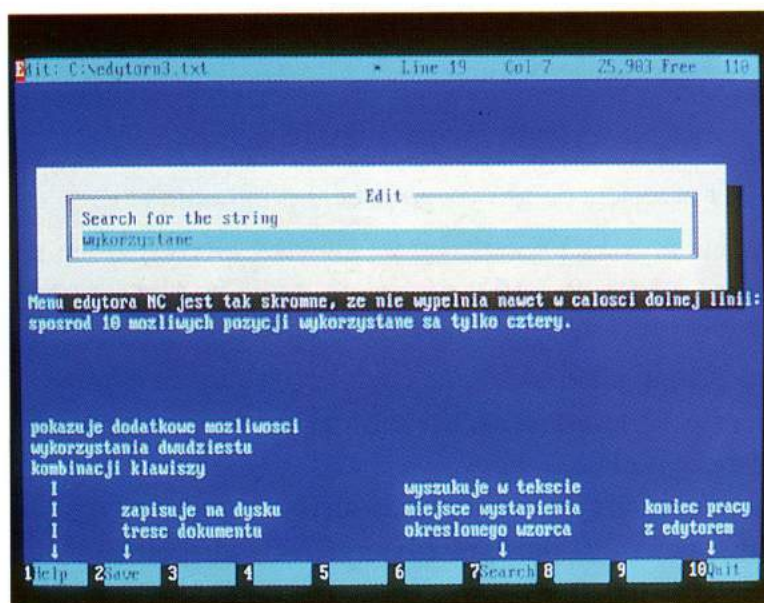 Edit: C:\edytorn3.txt * Line 19 Col 7 25,983 Free 110
Edit
Search for the string
wykorzystane
Menu edytora NC jest tak skromne, ze nie wypelnia nawet w calosci dolnej linii:
sposrod 10 mozliwych pozycji wykorzystane sa tylko cztery.
pokazuje dodatkowe mozliwosci
wykorzystania dwudziestu
kombinacji klawiszy
wyszukuje w tekscie
zapisuje na dysku miejsce wystapienia koniec pracy
tresc dokumentu okreslonego wzorca z edytorem
1Help 2Save 3 4 5 6 7Search 8 9 10Quit